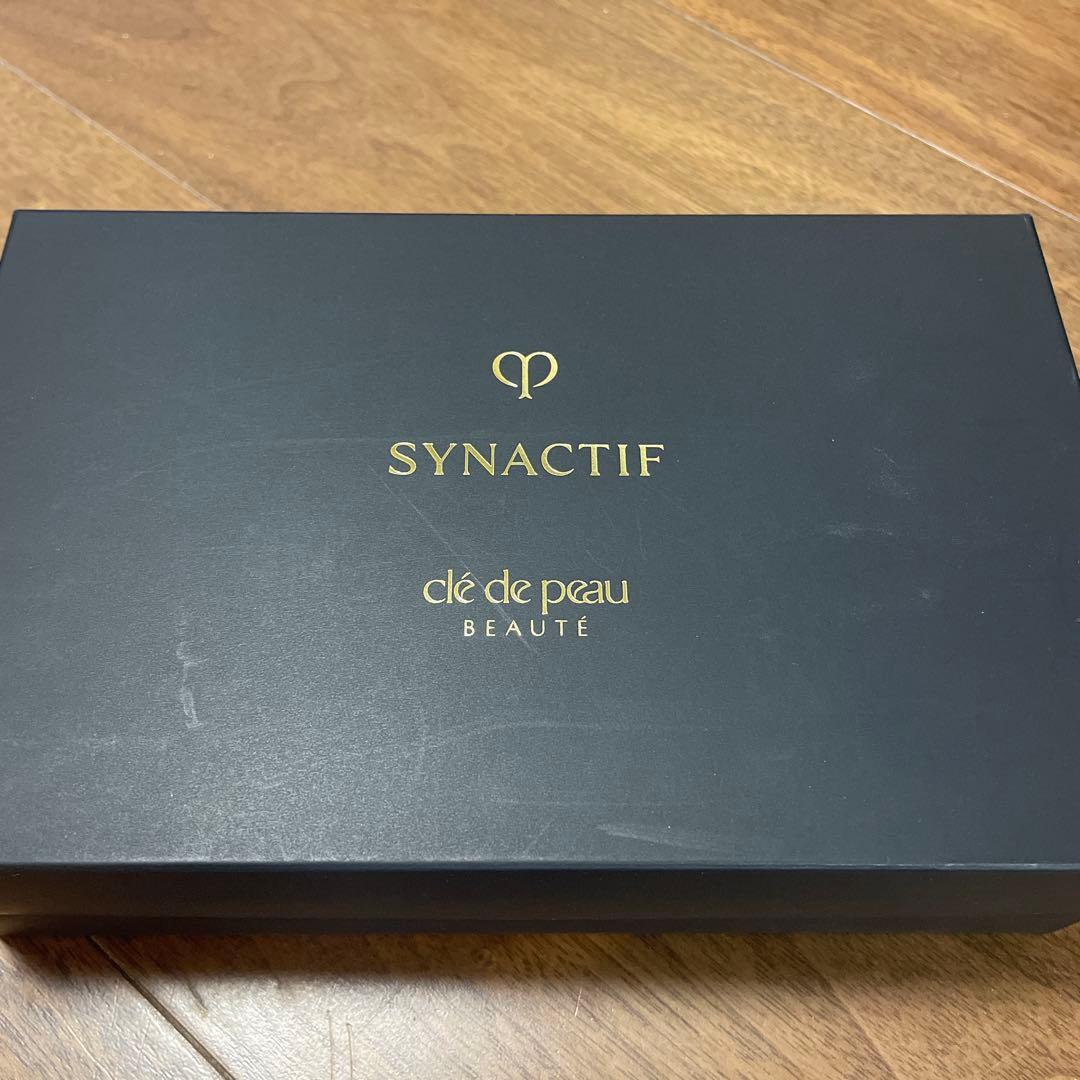 SYNACTIF
clé de peau
BEAUTÉ